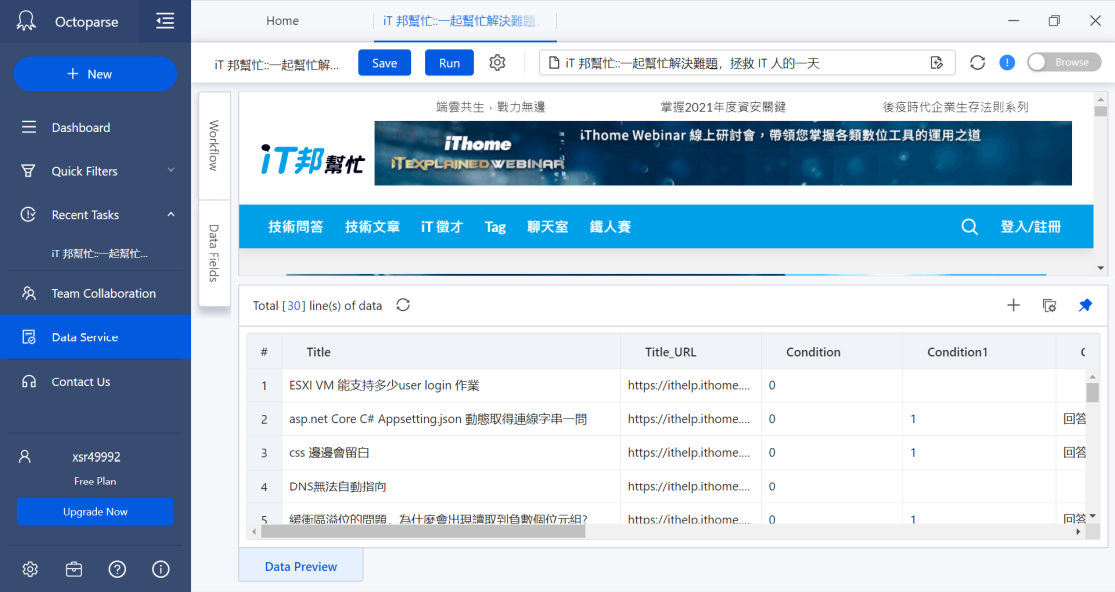 Octoparse
Home
iT 邦幫忙::一起幫忙解決難題,
New
iT 邦幫忙::一起幫忙解...
Save
Run
iT 邦幫忙::一起幫忙解決難題，拯救 IT 人的一天
Browse
Dashboard
Quick Filters
Recent Tasks
iT 邦幫忙::一起幫忙...
Team Collaboration
Data Service
Contact Us
xsr49992
Free Plan
Upgrade Now
Workflow
Data Fields
端雲共生，戰力無邊
掌握2021年度資安關鍵
後疫時代企業生存法則系列
iT邦幫忙
iThome
iTEXPLAINED WEBINAR
iThome Webinar 線上研討會，帶領您掌握各類數位工具的運用之道
技術問答 技術文章 iT 徵才 Tag 聊天室 鐵人賽 登入/註冊
Total [30] line(s) of data
# Title Title_URL Condition Condition1 C
1 ESXI VM 能支持多少user login 作業 https://ithelp.ithome.... 0
2 asp.net Core C# Appsetting.json 動態取得連線字串一問 https://ithelp.ithome.... 0 1 回答
3 css 邊邊會留白 https://ithelp.ithome.... 0 1 回答
4 DNS無法自動指向 https://ithelp.ithome.... 0
5 緩衝區溢位的問題，為什麼會出現讀取到負數個位元組? https://ithelp.ithome.... 0 1 回答
Data Preview